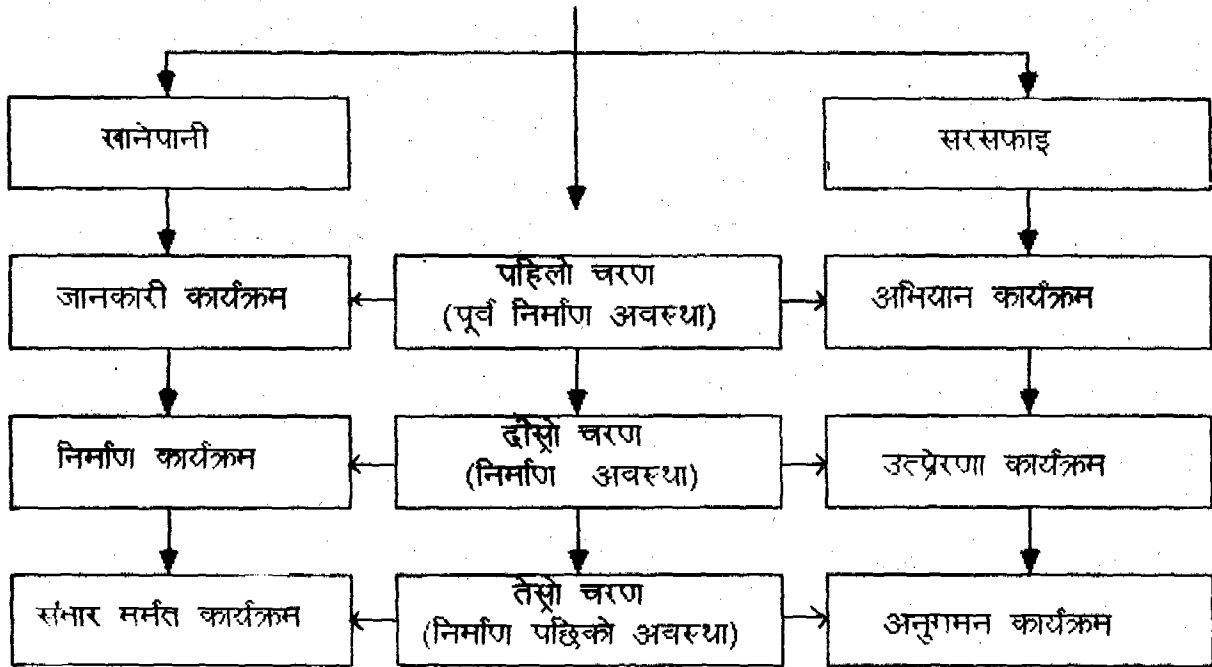 खानेपानी
सरसफाइ
जानकारी कार्यक्रम
पहिलो चरण
(पूर्व निर्माण अवस्था)
अभियान कार्यक्रम
निर्माण कार्यक्रम
दोस्रो चरण
(निर्माण अवस्था)
उत्प्रेरणा कार्यक्रम
संभार मर्मत कार्यक्रम
तेस्रो चरण
(निर्माण पछिको अवस्था)
अनुगमन कार्यक्रम